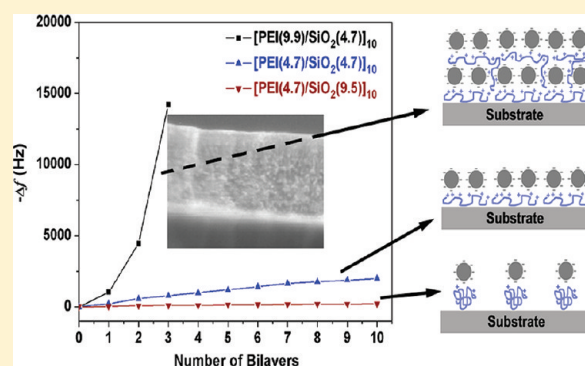 [PEI(9.9)/SiO₂(4.7)]₁₀
[PEI(4.7)/SiO₂(4.7)]₁₀
[PEI(4.7)/SiO₂(9.5)]₁₀
-Δf (Hz)
20000
15000
10000
5000
0
0 1 2 3 4 5 6 7 8 9 10
Number of Bilayers
Substrate
Substrate
Substrate